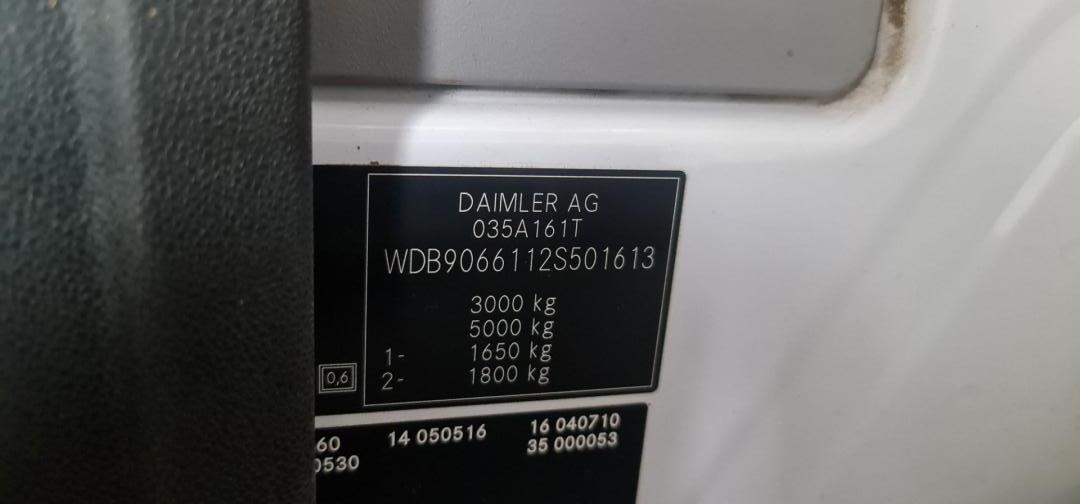 DAIMLER AG
035A161T
WDB9066112S501613
3000 kg
5000 kg
1- 1650 kg
2- 1800 kg
0,6
60 14 050516 16 040710
0530 35 000053